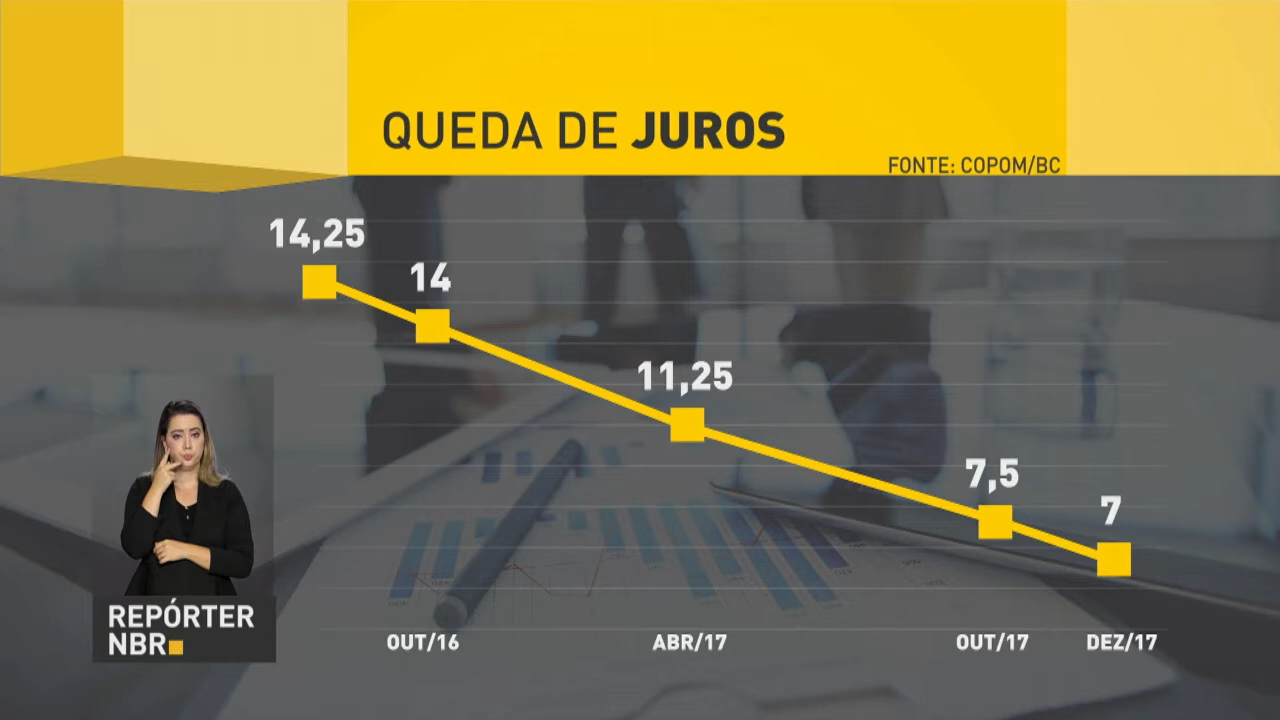 QUEDA DE JUROS
FONTE: COPOM/BC
14,25
14
11,25
7,5
7
OUT/16
ABR/17
OUT/17
DEZ/17
REPÓRTER
NBR